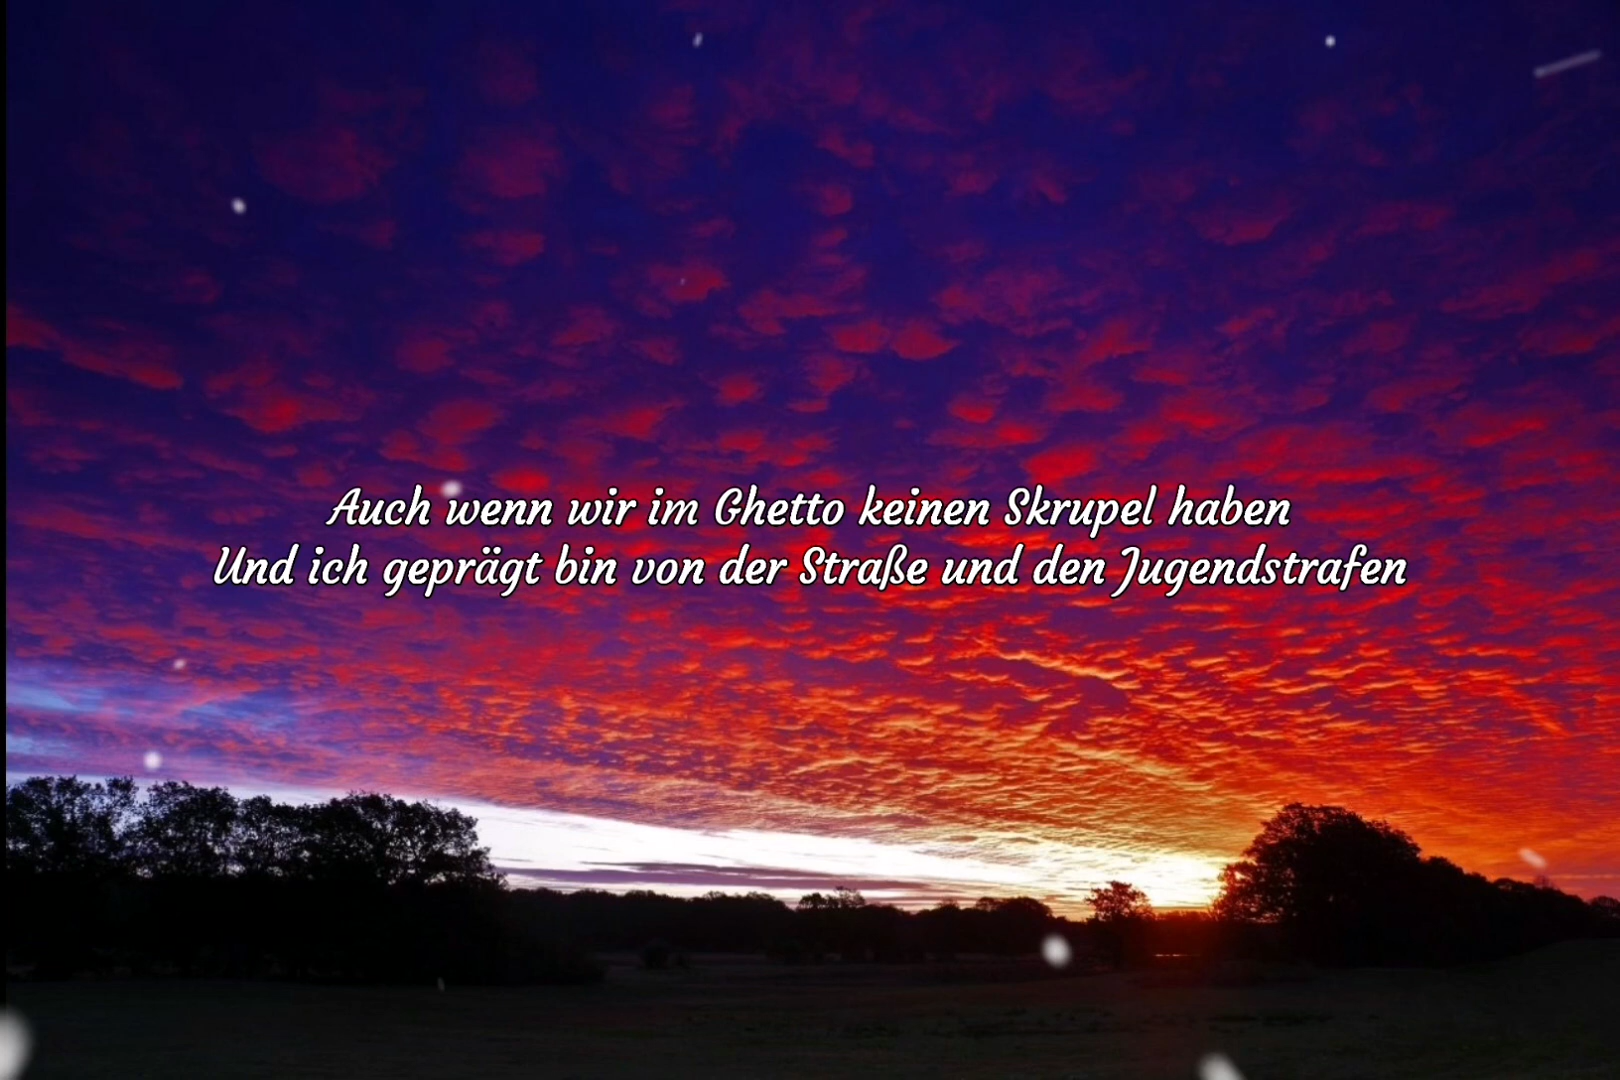 Auch wenn wir im Ghetto keinen Skrupel haben
Und ich geprägt bin von der Straße und den Jugendstrafen